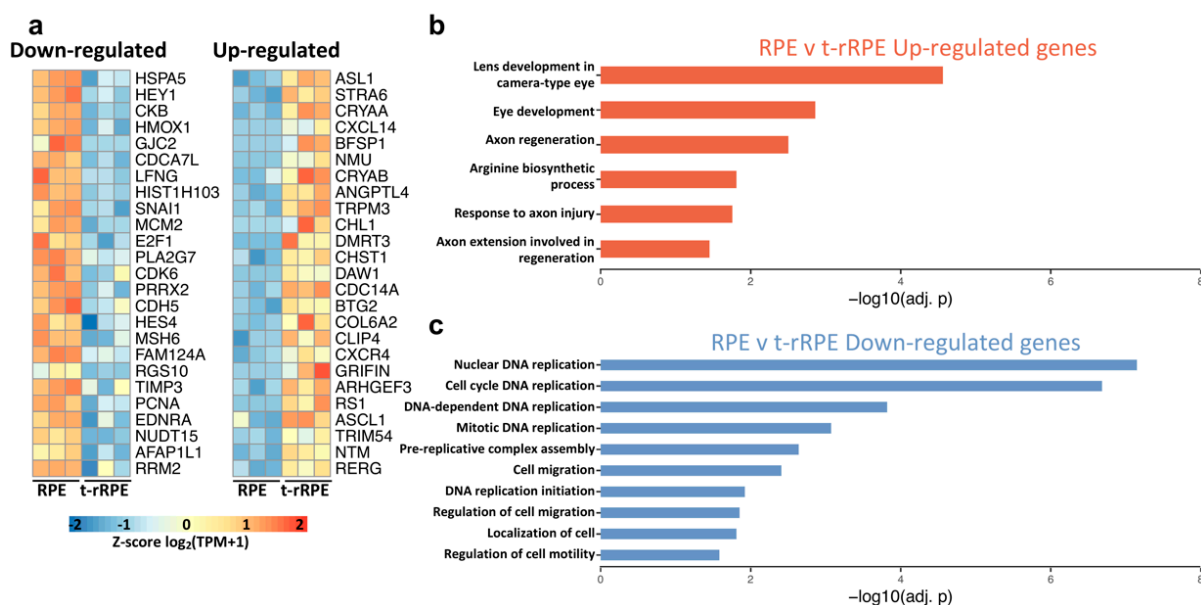 a
Down-regulated
Up-regulated
HSPA5
HEY1
CKB
HMOX1
GJC2
CDCA7L
LFNG
HIST1H103
SNAI1
MCM2
E2F1
PLA2G7
CDK6
PRRX2
CDH5
HES4
MSH6
FAM124A
RGS10
TIMP3
PCNA
EDNRA
NUDT15
AFAP1L1
RRM2
RPE t-rRPE
ASL1
STRA6
CRYAA
CXCL14
BFSP1
NMU
CRYAB
ANGPTL4
TRPM3
CHL1
DMRT3
CHST1
DAW1
CDC14A
BTG2
COL6A2
CLIP4
CXCR4
GRIFIN
ARHGEF3
RS1
ASCL1
TRIM54
NTM
RERG
RPE t-rRPE
-2 -1 0 1 2
Z-score log2(TPM+1)
b
RPE v t-rRPE Up-regulated genes
Lens development in
camera-type eye
Eye development
Axon regeneration
Arginine biosynthetic
process
Response to axon injury
Axon extension involved in
regeneration
0 2 4 6 8
−log10(adj. p)
c
RPE v t-rRPE Down-regulated genes
Nuclear DNA replication
Cell cycle DNA replication
DNA-dependent DNA replication
Mitotic DNA replication
Pre-replicative complex assembly
Cell migration
DNA replication initiation
Regulation of cell migration
Localization of cell
Regulation of cell motility
0 2 4 6 8
−log10(adj. p)